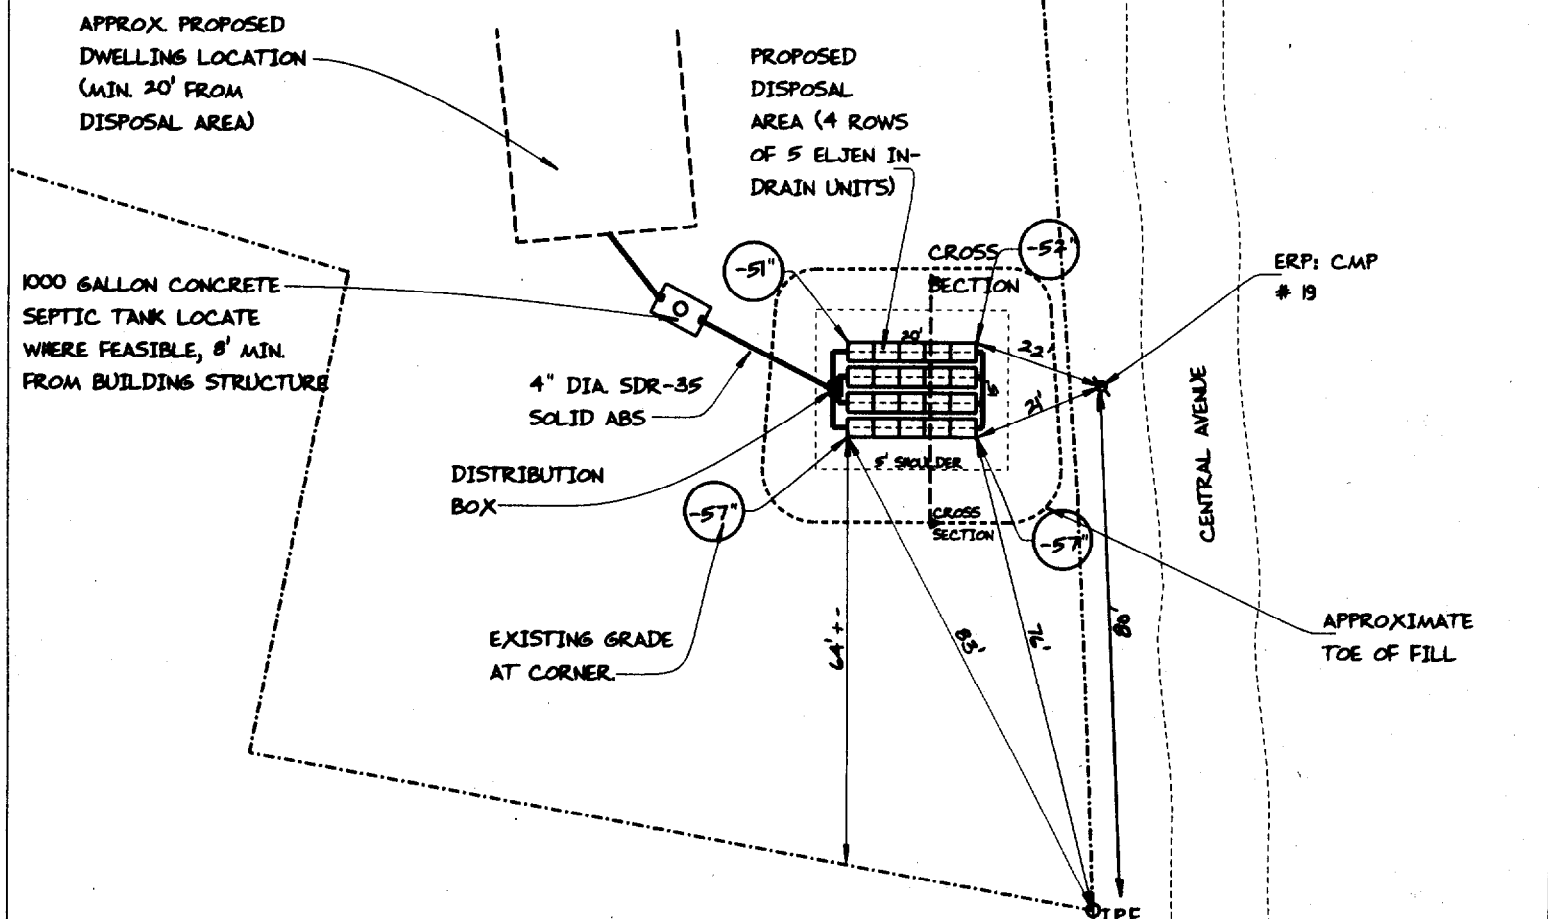 APPROX. PROPOSED
DWELLING LOCATION
(MIN. 20' FROM
DISPOSAL AREA)
PROPOSED
DISPOSAL
AREA (4 ROWS
OF 5 ELJEN IN-
DRAIN UNITS)
CROSS
SECTION
-52"
-51"
ERP: CMP
# 19
1000 GALLON CONCRETE
SEPTIC TANK LOCATE
WHERE FEASIBLE, 8' MIN.
FROM BUILDING STRUCTURE
20'
22'
4" DIA. SDR-35
SOLID ABS
21'
CENTRAL AVENUE
5' SHOULDER
DISTRIBUTION
BOX
-57"
CROSS
SECTION
-57"
EXISTING GRADE
AT CORNER.
64' + -
83'
80'
APPROXIMATE
TOE OF FILL